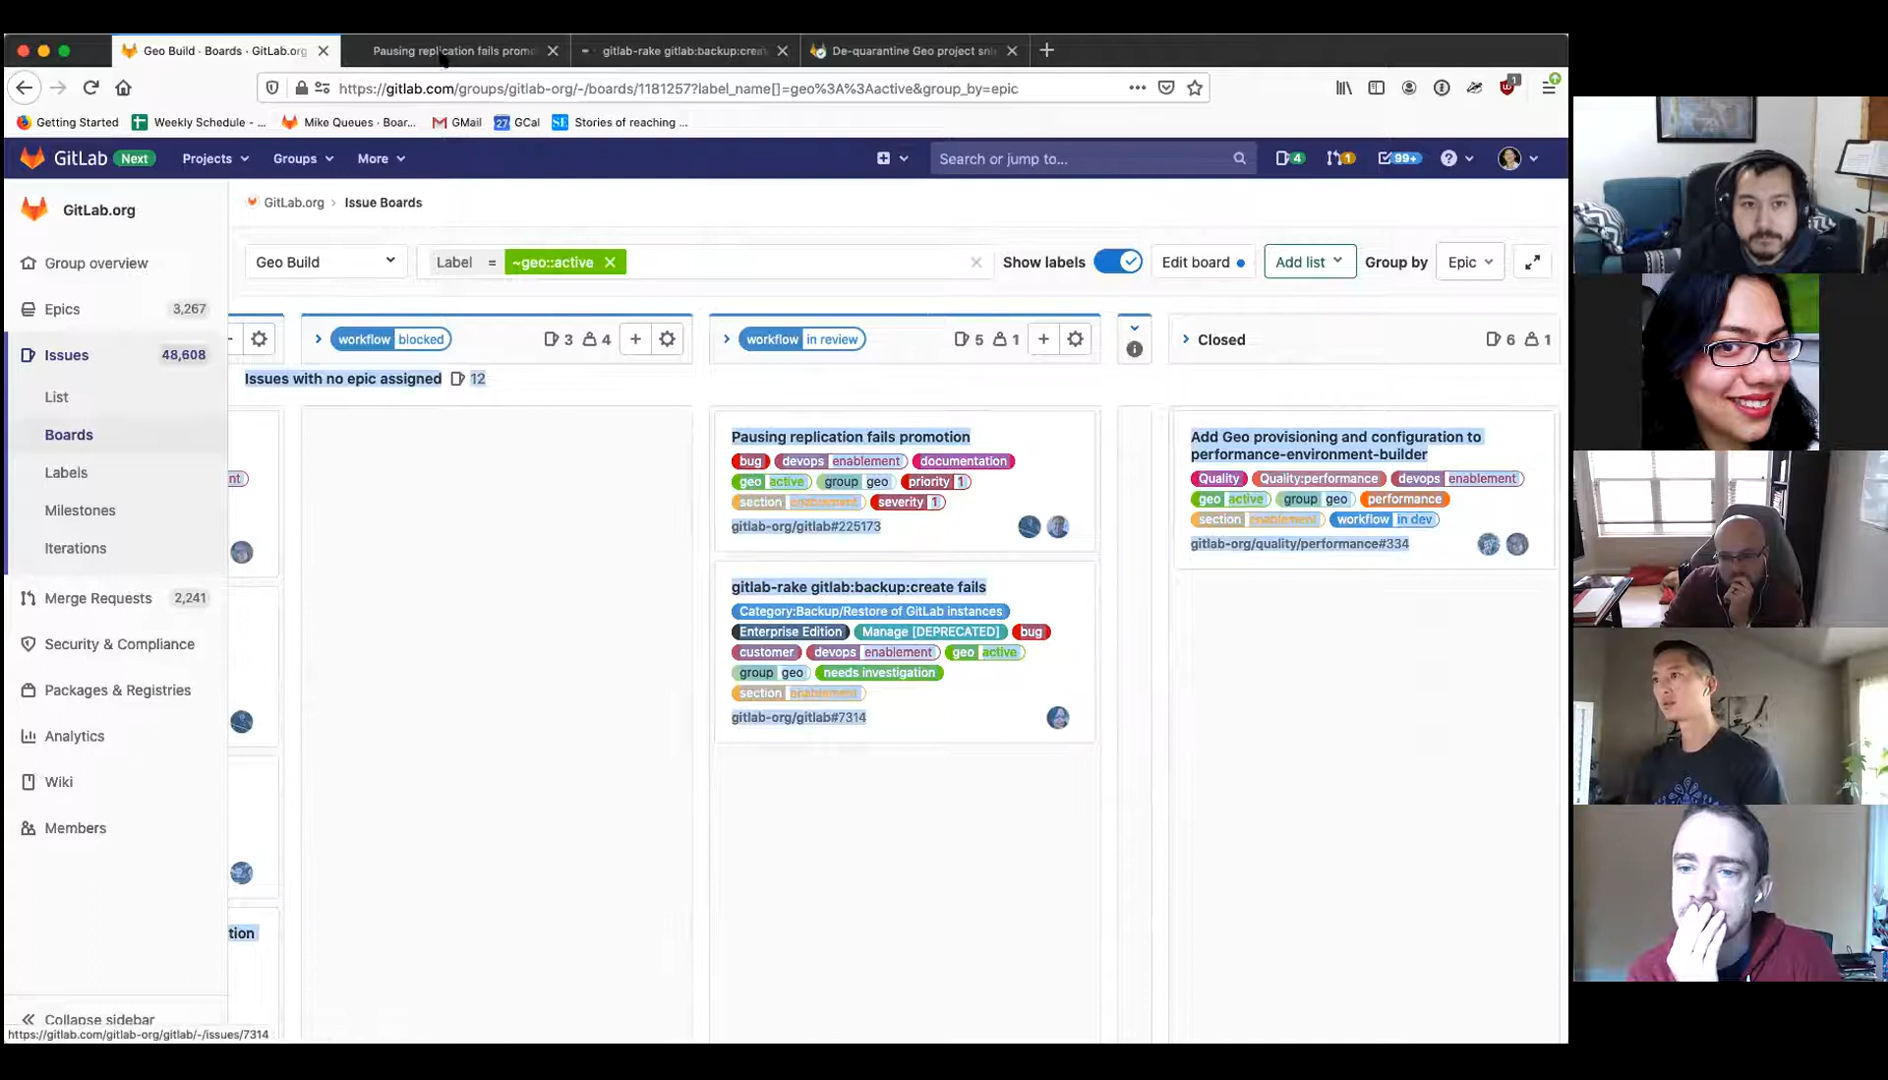 Geo Build · Boards · GitLab.org
Pausing replication fails promo
gitlab-rake gitlab:backup:crea
De-quarantine Geo project sni
https://gitlab.com/groups/gitlab-org/-/boards/1181257?label_name[]=geo%3A%3Aactive&group_by=epic
1
Getting Started
Weekly Schedule - ...
Mike Queues · Boar...
GMail
27
GCal
SE
Stories of reaching ...
GitLab
Next
Projects
Groups
More
Search or jump to...
4
1
99+
GitLab.org
GitLab.org
Issue Boards
Group overview
Epics
3,267
Issues
48,608
List
Boards
Labels
Milestones
Iterations
Merge Requests
2,241
Security & Compliance
Packages & Registries
Analytics
Wiki
Members
Collapse sidebar
https://gitlab.com/gitlab-org/gitlab/-/issues/7314
Geo Build
Label = ~geo::active
Show labels
Edit board
Add list
Group by
Epic
workflow blocked
3
4
workflow in review
5
1
Closed
6
1
Issues with no epic assigned
12
nt
tion
Pausing replication fails promotion
bug devops enablement documentation
geo active group geo priority 1
section enablement severity 1
gitlab-org/gitlab#225173
gitlab-rake gitlab:backup:create fails
Category:Backup/Restore of GitLab instances
Enterprise Edition Manage [DEPRECATED] bug
customer devops enablement geo active
group geo needs investigation
section enablement
gitlab-org/gitlab#7314
Add Geo provisioning and configuration to
performance-environment-builder
Quality Quality:performance devops enablement
geo active group geo performance
section enablement workflow in dev
gitlab-org/quality/performance#334